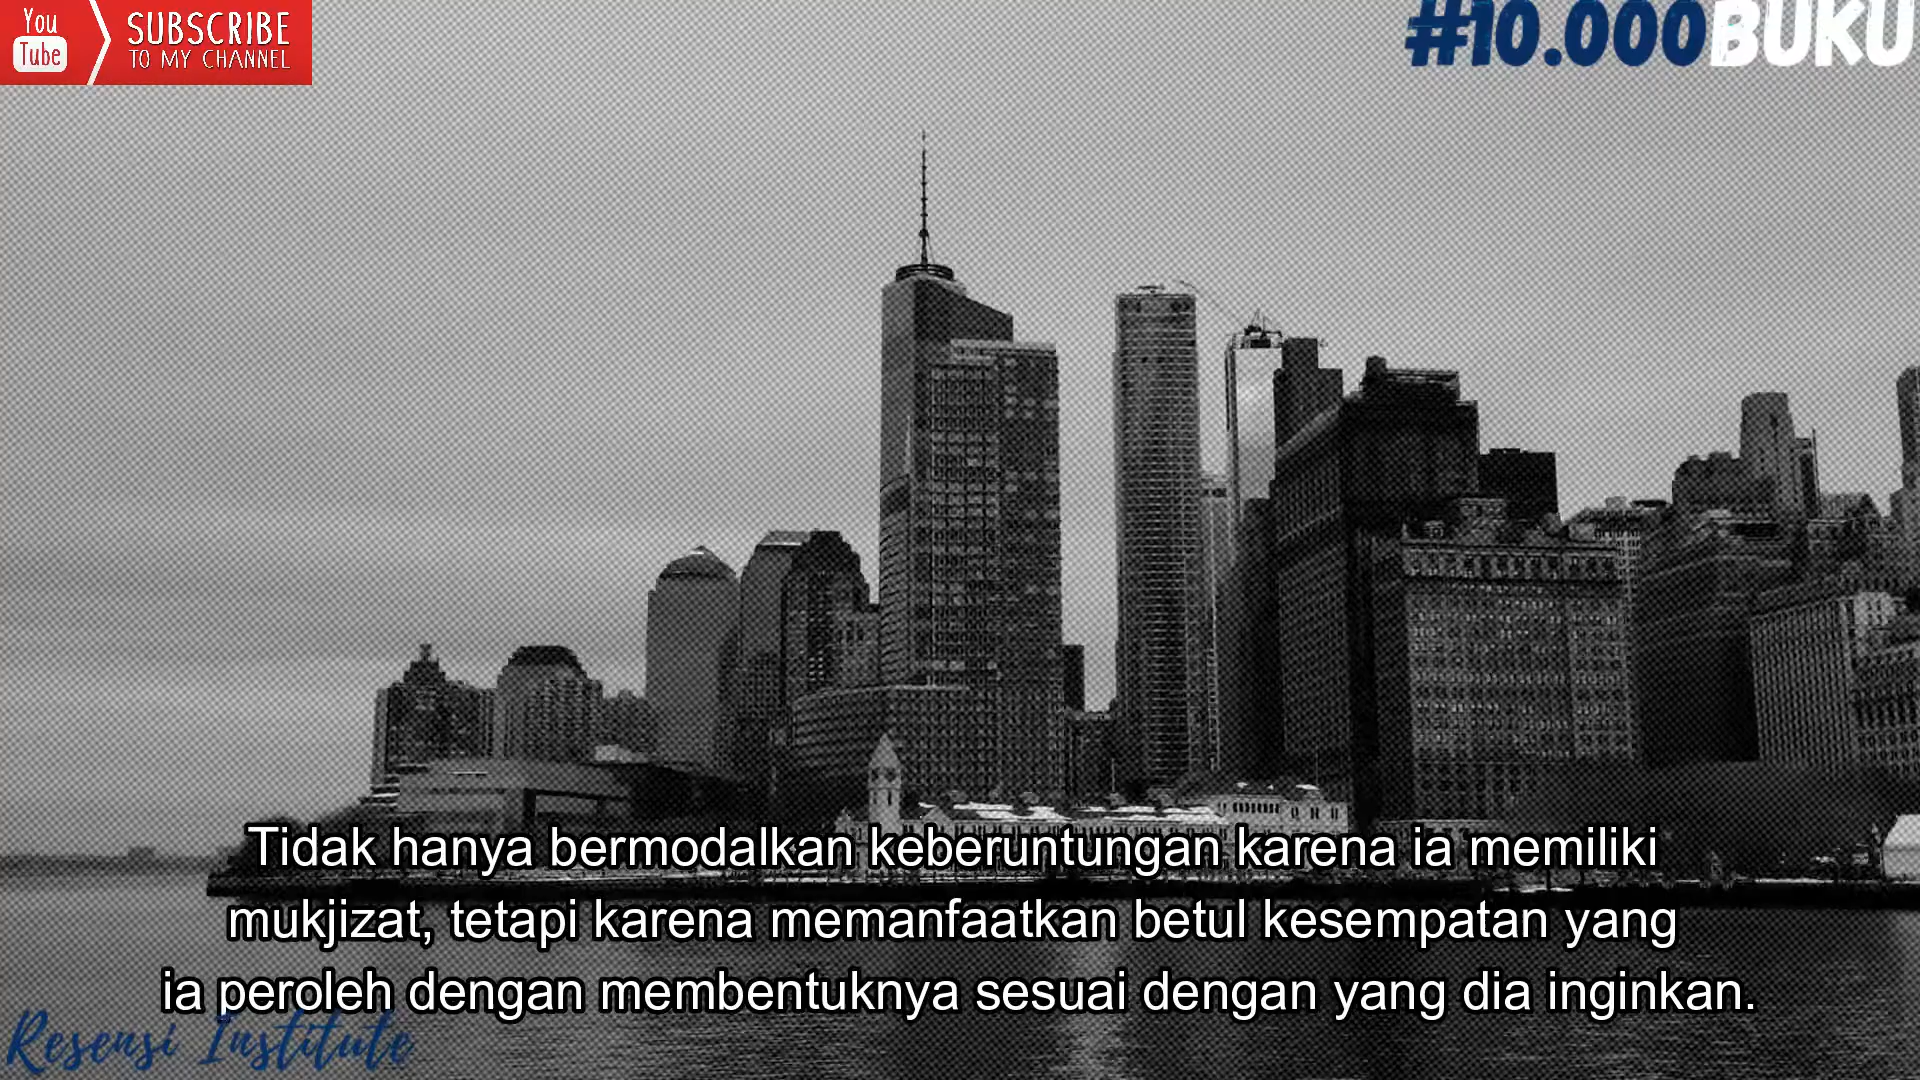 You
Tube
SUBSCRIBE
TO MY CHANNEL
#10.000BUKU
Tidak hanya bermodalkan keberuntungan karena ia memiliki
mukjizat, tetapi karena memanfaatkan betul kesempatan yang
ia peroleh dengan membentuknya sesuai dengan yang dia inginkan.
Resensi Institute